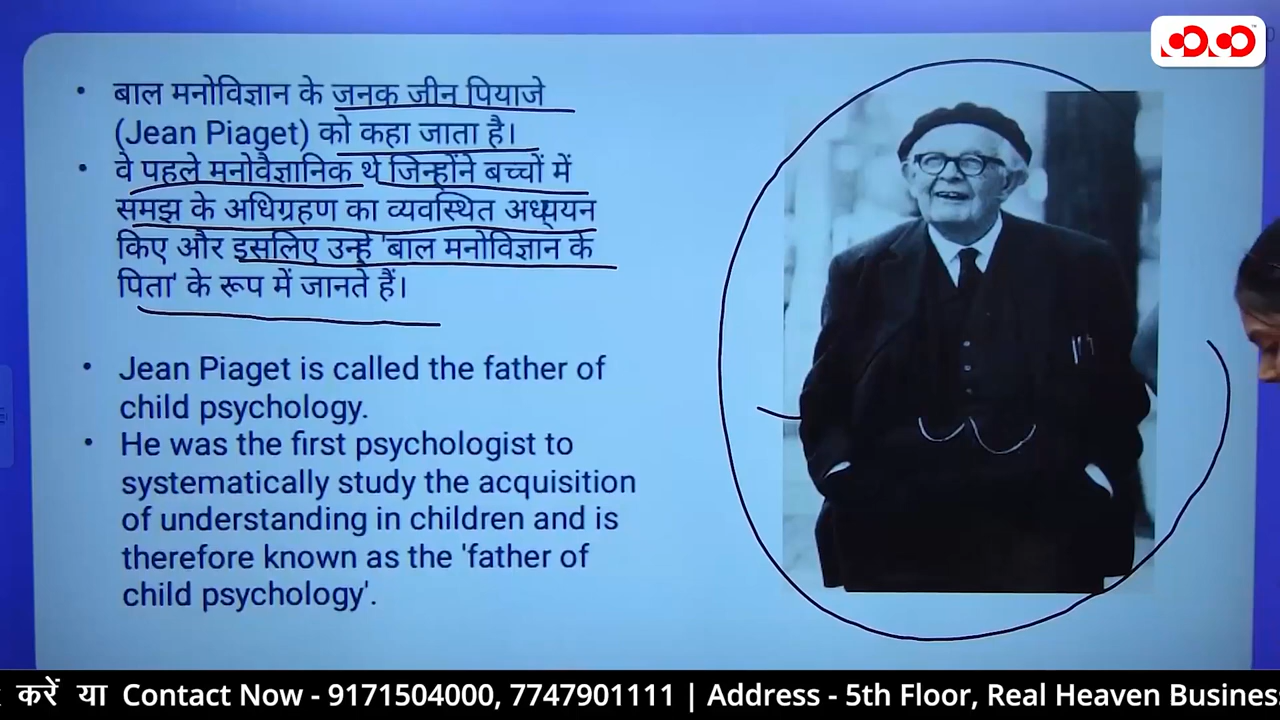 • बाल मनोविज्ञान के जनक जीन पियाजे
(Jean Piaget) को कहा जाता है।
• वे पहले मनोवैज्ञानिक थे जिन्होंने बच्चों में
समझ के अधिग्रहण का व्यवस्थित अध्ययन
किए और इसलिए उन्हे 'बाल मनोविज्ञान के
पिता' के रूप में जानते हैं।
• Jean Piaget is called the father of
child psychology.
• He was the first psychologist to
systematically study the acquisition
of understanding in children and is
therefore known as the 'father of
child psychology'.
करें या Contact Now - 9171504000, 7747901111 | Address - 5th Floor, Real Heaven Business